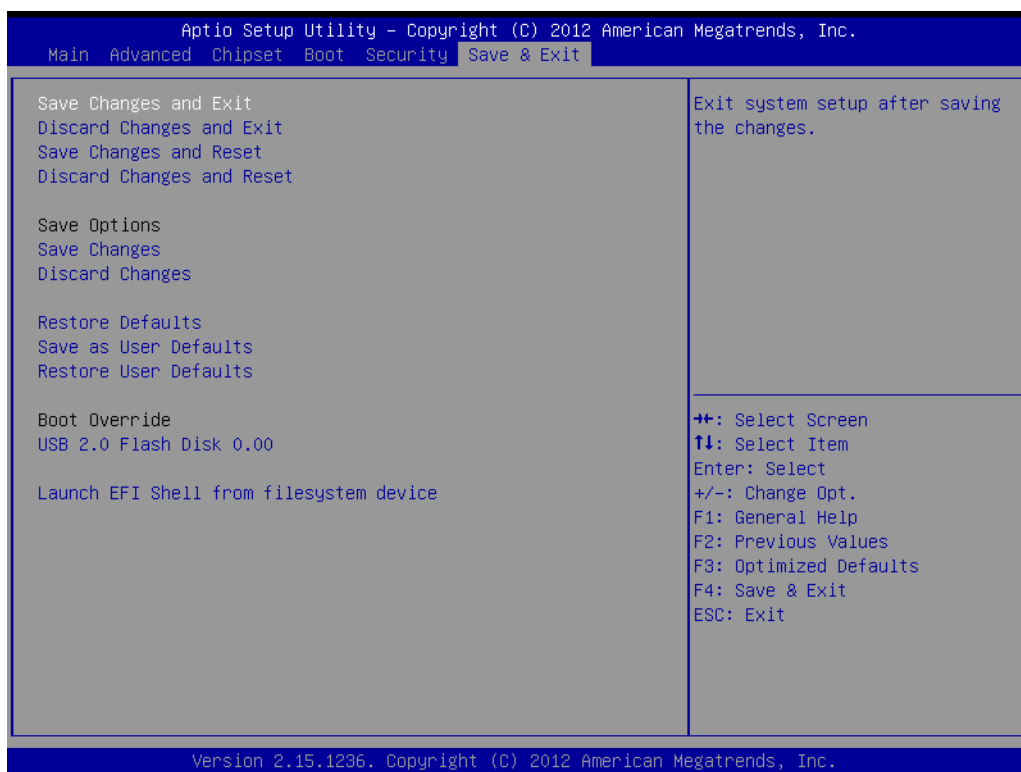 Aptio Setup Utility – Copyright (C) 2012 American Megatrends, Inc.
Main Advanced Chipset Boot Security Save & Exit
Save Changes and Exit
Discard Changes and Exit
Save Changes and Reset
Discard Changes and Reset
Save Options
Save Changes
Discard Changes
Restore Defaults
Save as User Defaults
Restore User Defaults
Boot Override
USB 2.0 Flash Disk 0.00
Launch EFI Shell from filesystem device
Exit system setup after saving
the changes.
→←: Select Screen
↑↓: Select Item
Enter: Select
+/-: Change Opt.
F1: General Help
F2: Previous Values
F3: Optimized Defaults
F4: Save & Exit
ESC: Exit
Version 2.15.1236. Copyright (C) 2012 American Megatrends, Inc.